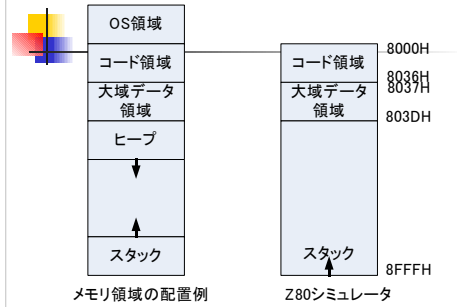 OS領域
コード領域
大域データ
領域
ヒープ
スタック
メモリ領域の配置例
コード領域
大域データ
領域
スタック
Z80シミュレータ
8000H
8036H
8037H
803DH
8FFFH